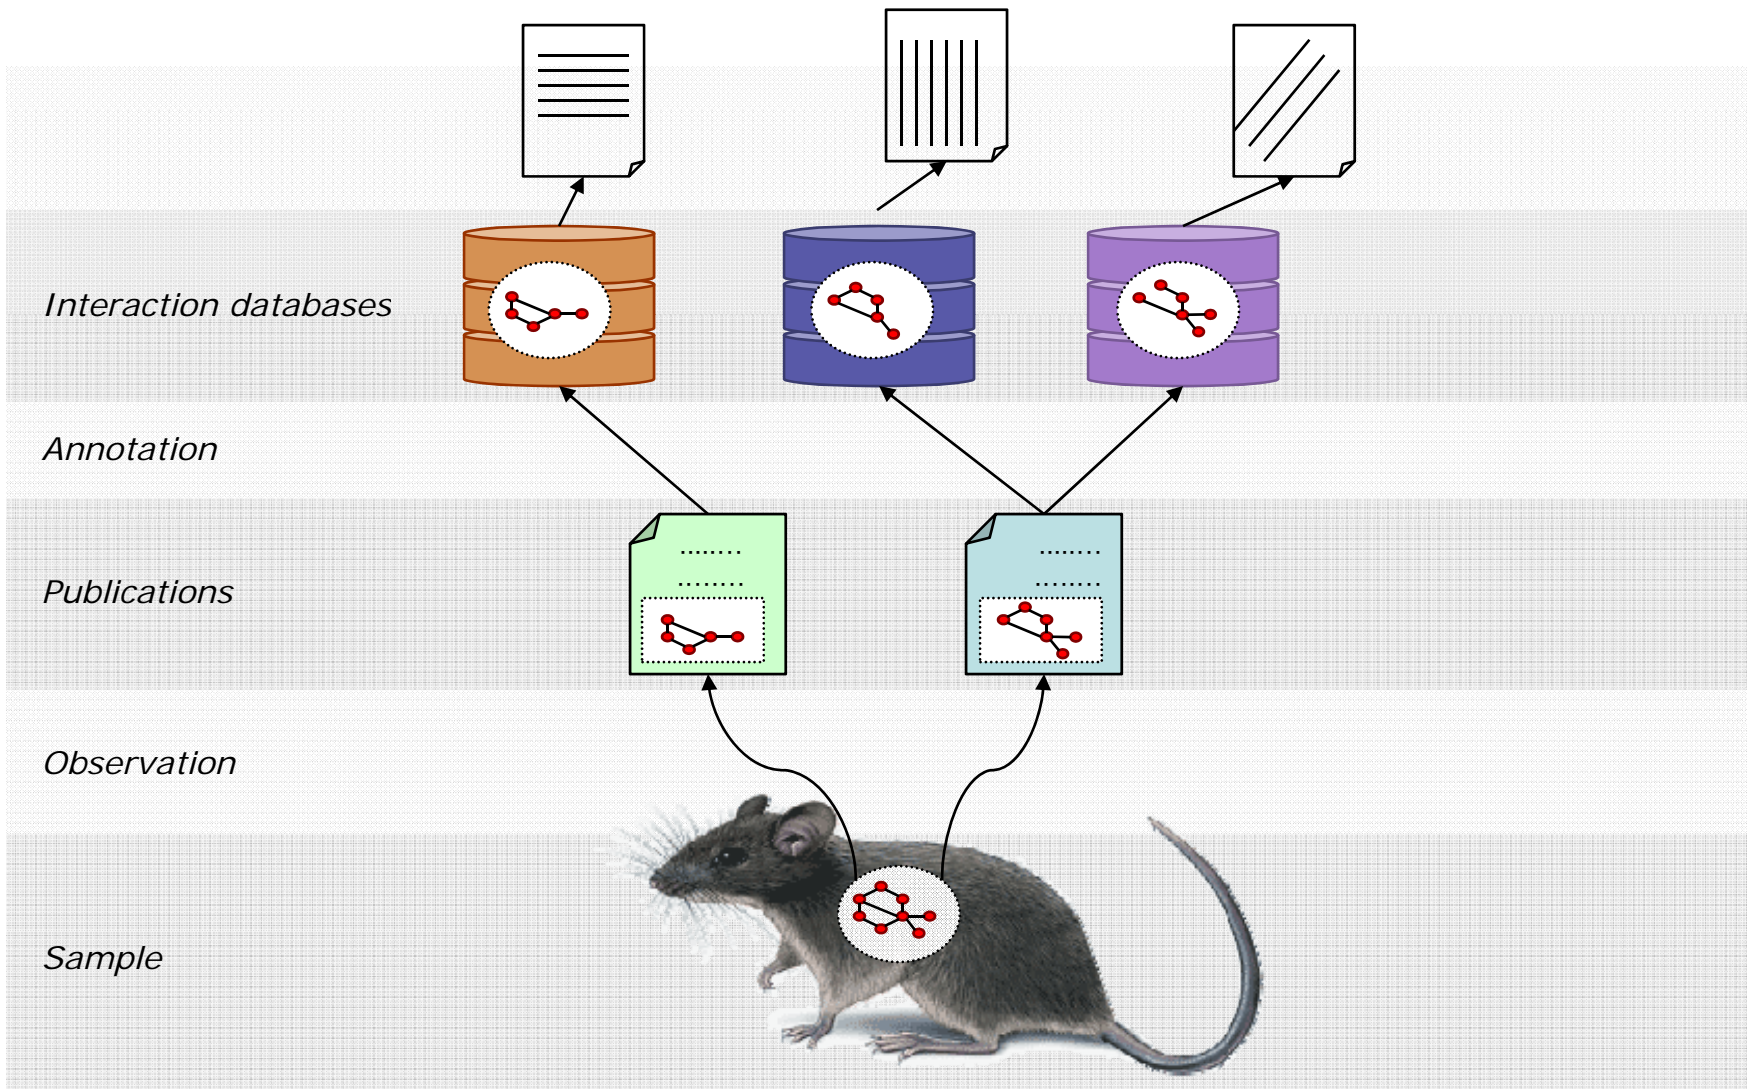 Interaction databases
Annotation
Publications
Observation
Sample